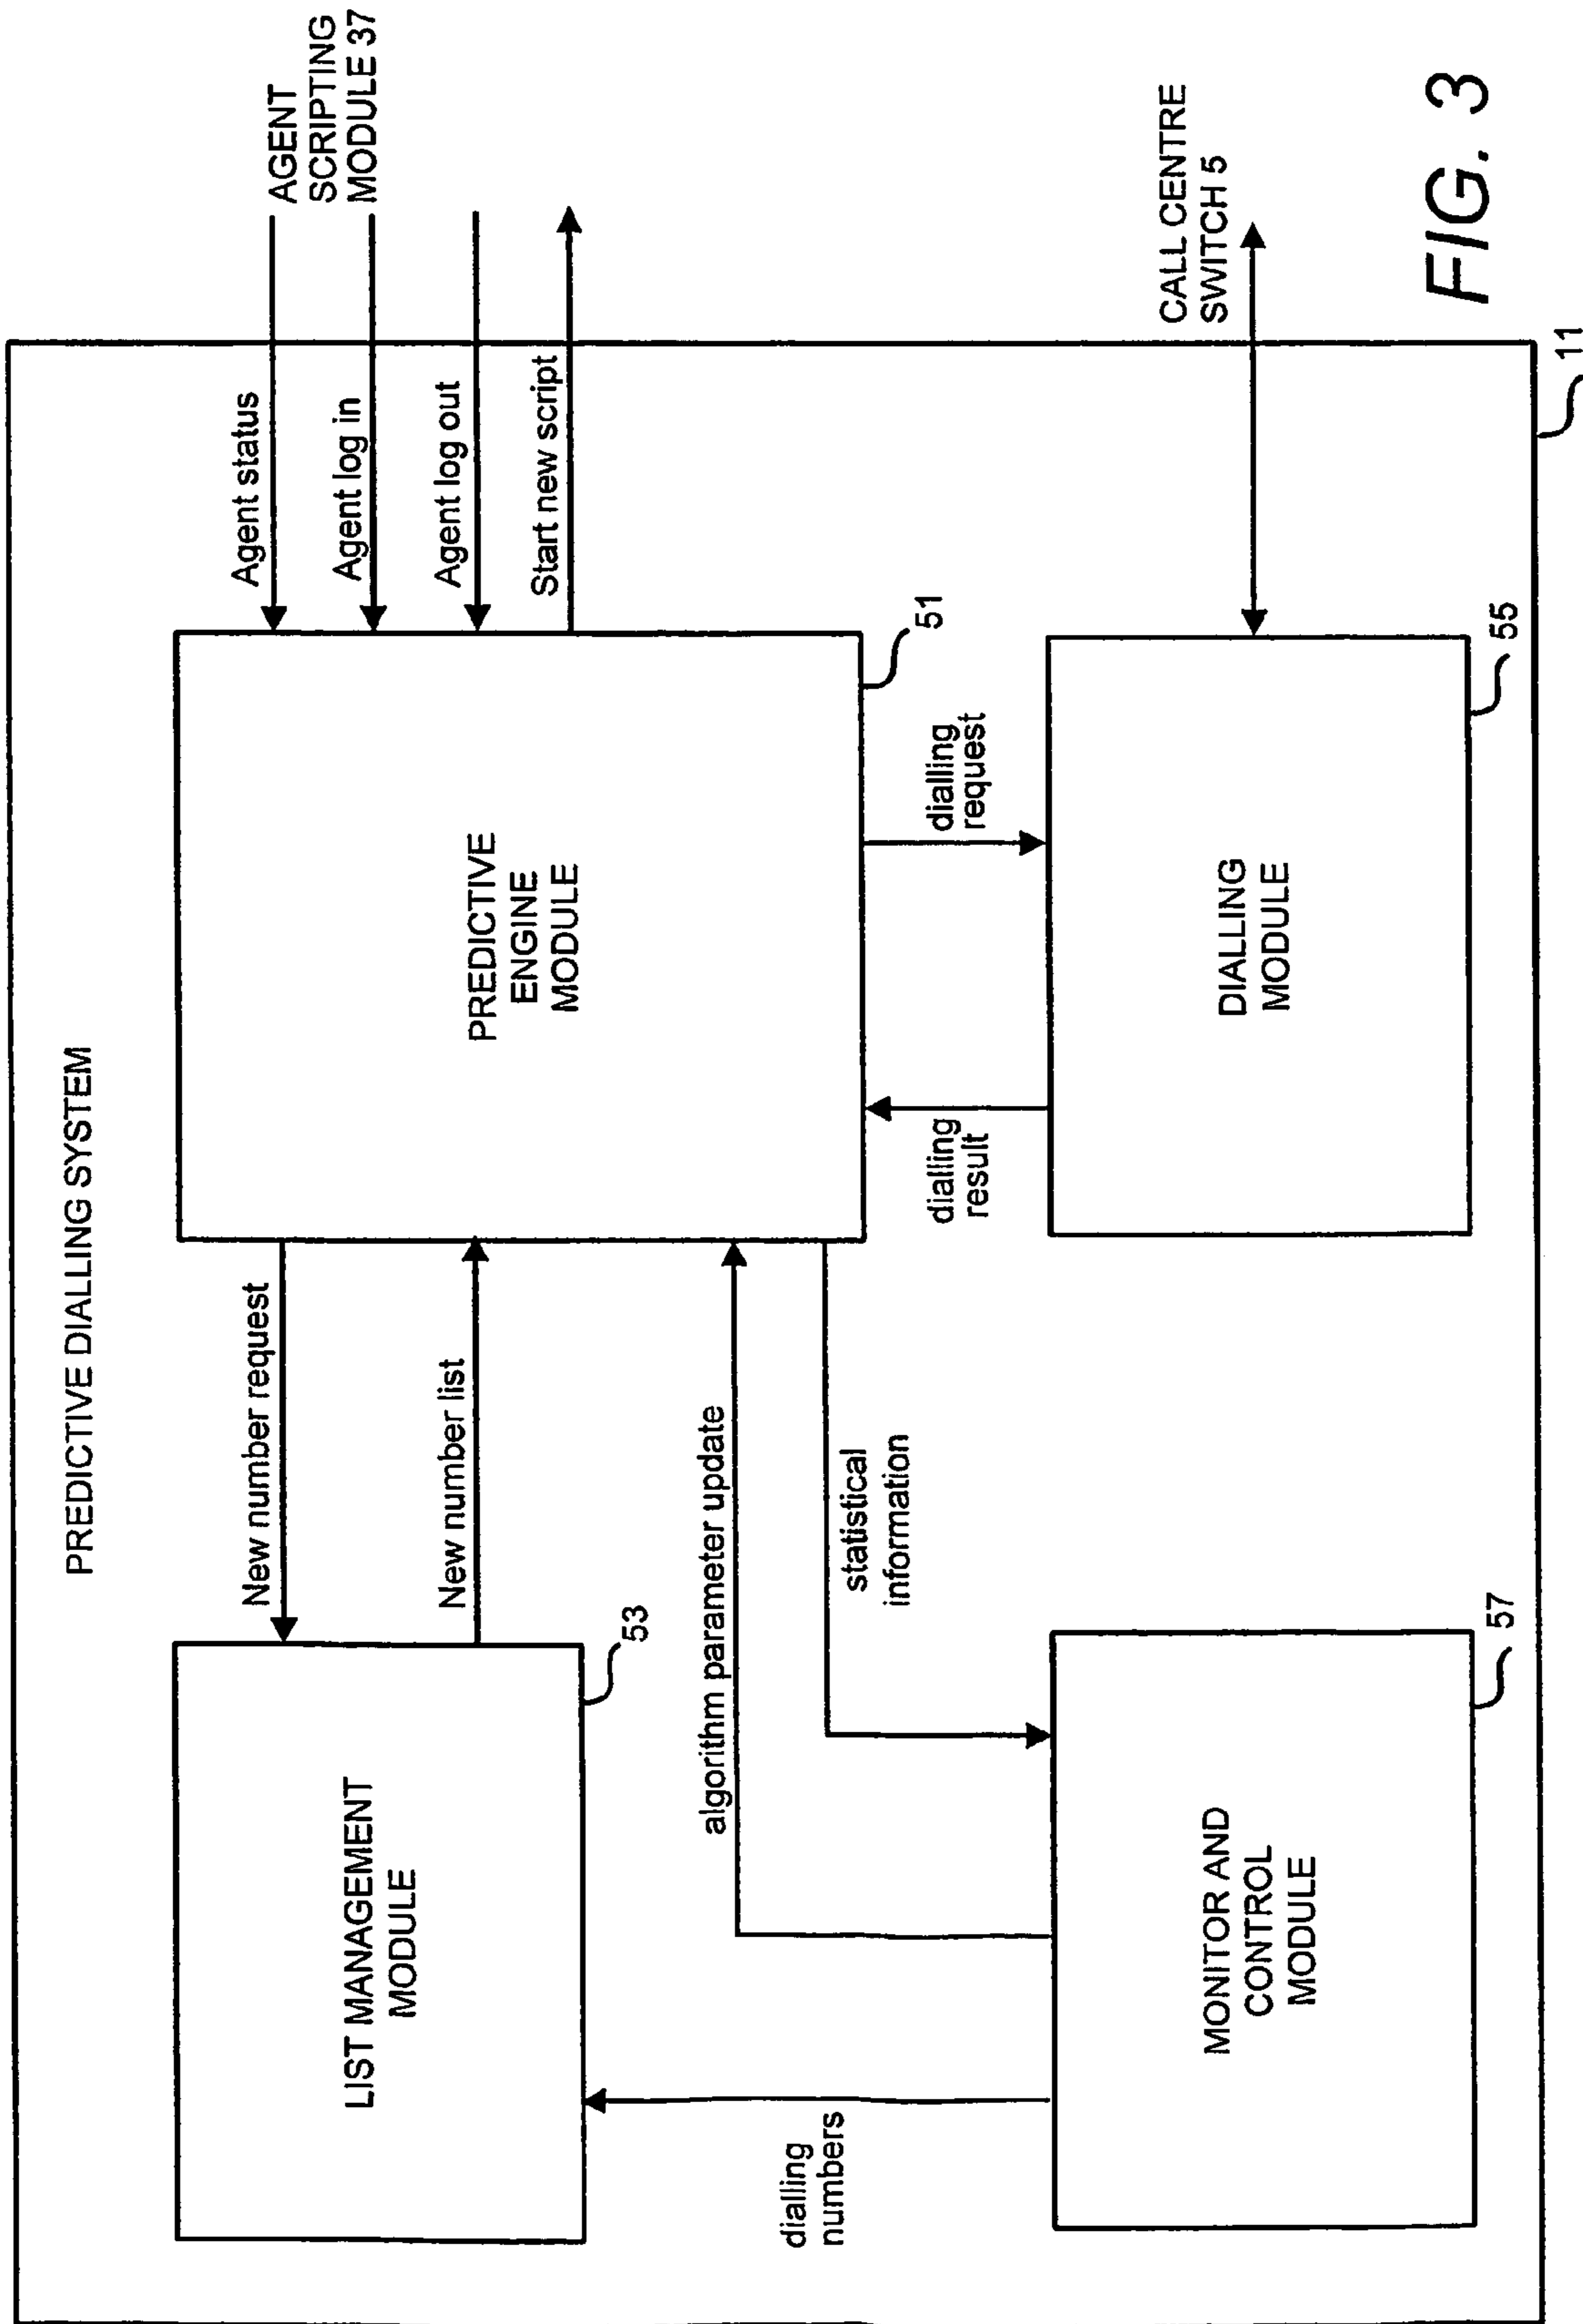 PREDICTIVE DIALLING SYSTEM
LIST MANAGEMENT
MODULE
53
New number request
New number list
PREDICTIVE
ENGINE
MODULE
51
Agent status
Agent log in
Agent log out
Start new script
AGENT
SCRIPTING
MODULE 37
algorithm parameter update
statistical
information
dialling
numbers
dialling
result
dialling
request
MONITOR AND
CONTROL
MODULE
57
DIALLING
MODULE
55
CALL CENTRE
SWITCH 5
11
FIG. 3